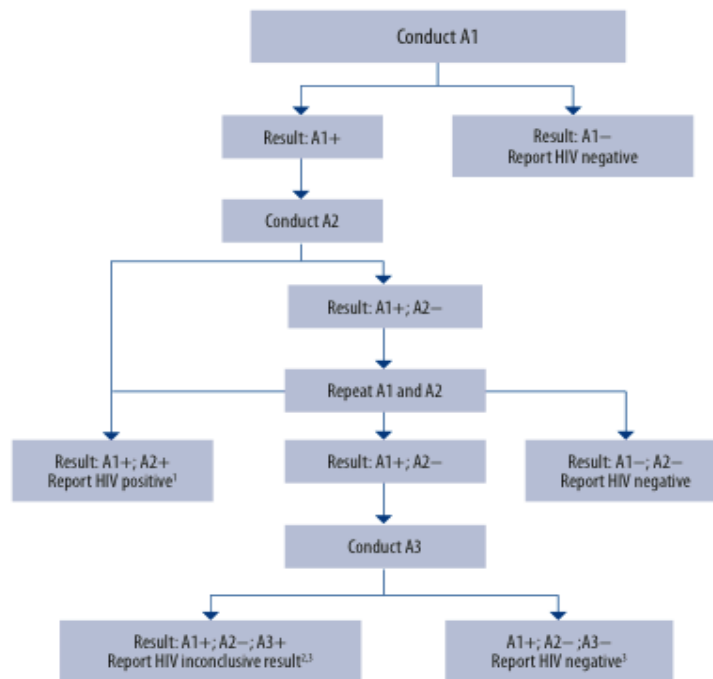 Conduct A1
Result: A1+
Result: A1−
Report HIV negative
Conduct A2
Result: A1+; A2−
Repeat A1 and A2
Result: A1+; A2+
Report HIV positive¹
Result: A1+; A2−
Result: A1−; A2−
Report HIV negative
Conduct A3
Result: A1+; A2−; A3+
Report HIV inconclusive result²,³
A1+; A2− ;A3−
Report HIV negative³